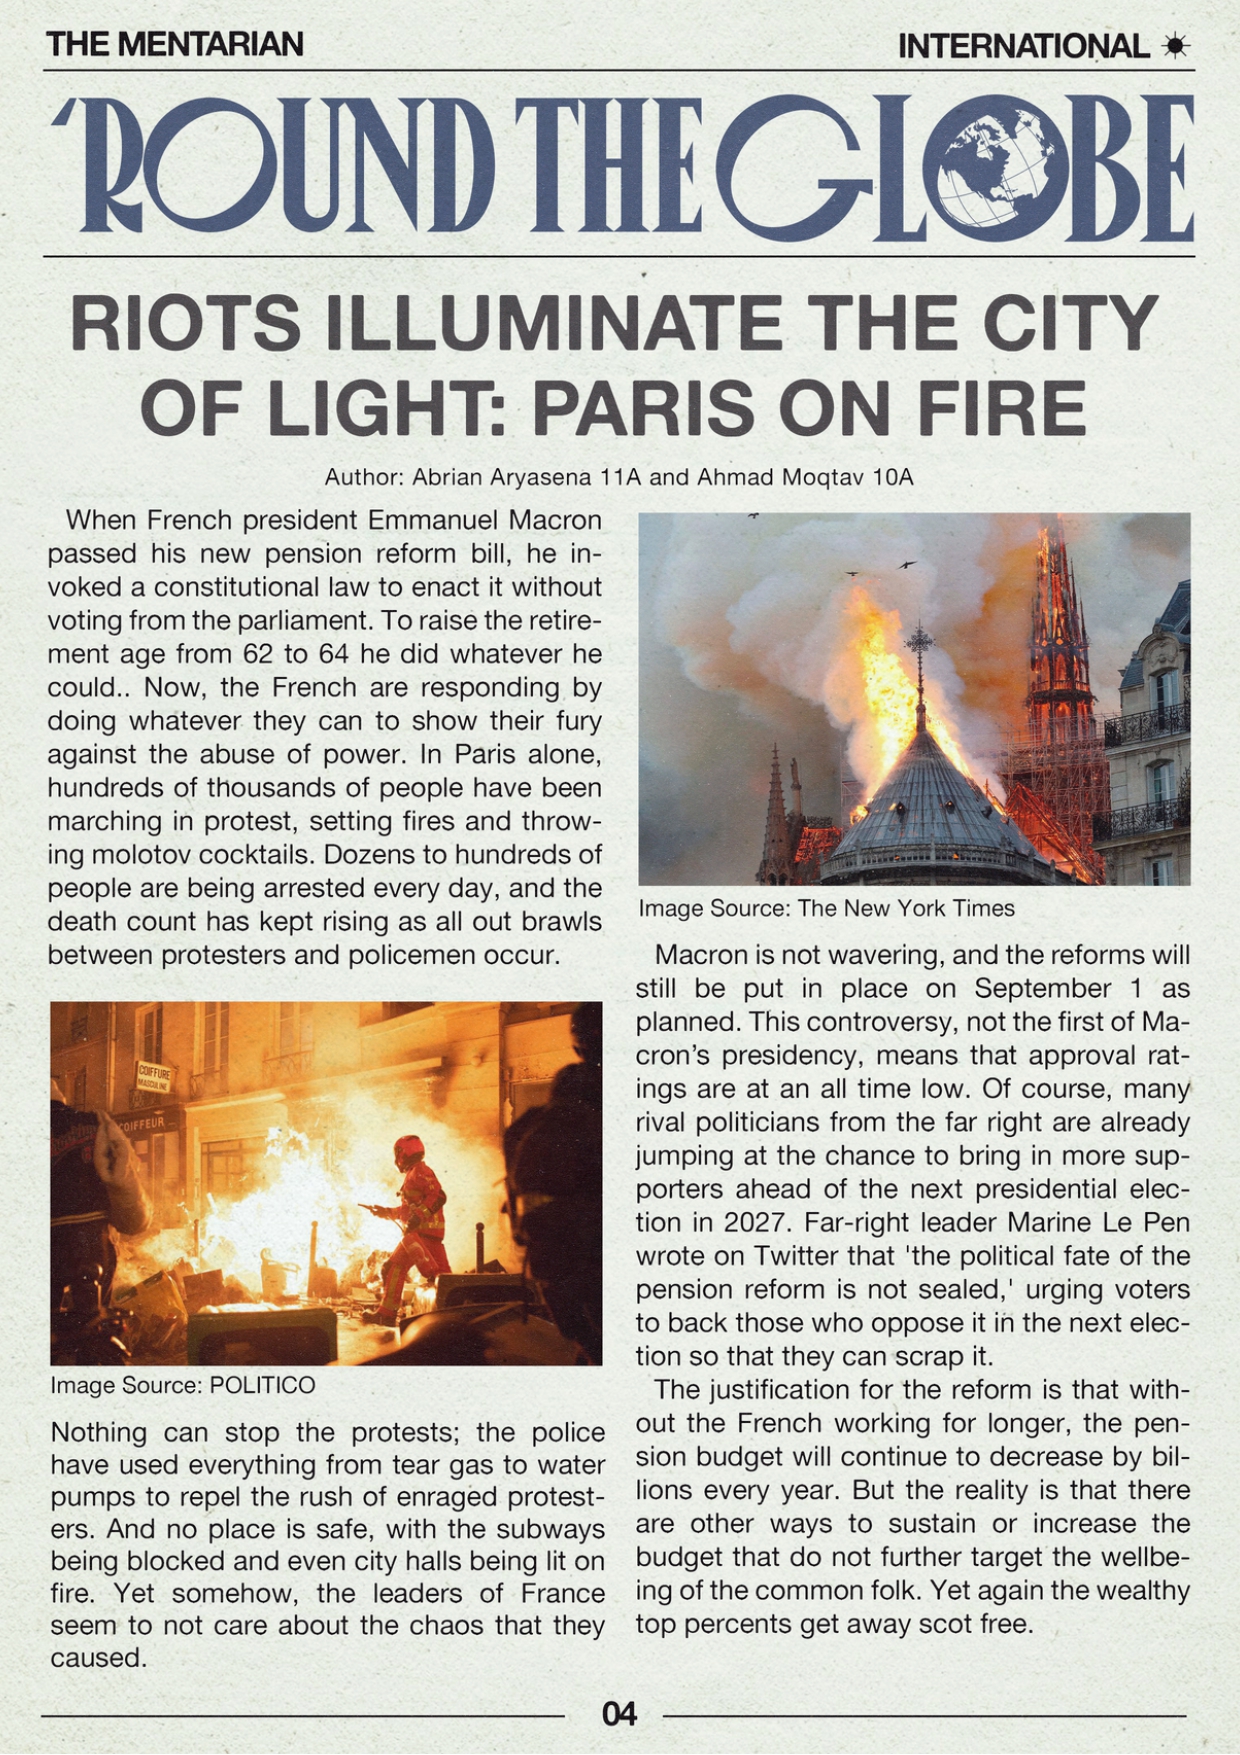 THE MENTARIAN
INTERNATIONAL
'ROUND THE GLOBE
RIOTS ILLUMINATE THE CITY
OF LIGHT: PARIS ON FIRE
Author: Abrian Aryasena 11A and Ahmad Moqtav 10A
When French president Emmanuel Macron
passed his new pension reform bill, he in-
voked a constitutional law to enact it without
voting from the parliament. To raise the retire-
ment age from 62 to 64 he did whatever he
could.. Now, the French are responding by
doing whatever they can to show their fury
against the abuse of power. In Paris alone,
hundreds of thousands of people have been
marching in protest, setting fires and throw-
ing molotov cocktails. Dozens to hundreds of
people are being arrested every day, and the
death count has kept rising as all out brawls
between protesters and policemen occur.
COIFFURE
MASCULINE
COIFFEUR
Image Source: POLITICO
Nothing can stop the protests; the police
have used everything from tear gas to water
pumps to repel the rush of enraged protest-
ers. And no place is safe, with the subways
being blocked and even city halls being lit on
fire. Yet somehow, the leaders of France
seem to not care about the chaos that they
caused.
Image Source: The New York Times
Macron is not wavering, and the reforms will
still be put in place on September 1 as
planned. This controversy, not the first of Ma-
cron's presidency, means that approval rat-
ings are at an all time low. Of course, many
rival politicians from the far right are already
jumping at the chance to bring in more sup-
porters ahead of the next presidential elec-
tion in 2027. Far-right leader Marine Le Pen
wrote on Twitter that 'the political fate of the
pension reform is not sealed,' urging voters
to back those who oppose it in the next elec-
tion so that they can scrap it.
The justification for the reform is that with-
out the French working for longer, the pen-
sion budget will continue to decrease by bil-
lions every year. But the reality is that there
are other ways to sustain or increase the
budget that do not further target the wellbe-
ing of the common folk. Yet again the wealthy
top percents get away scot free.
04